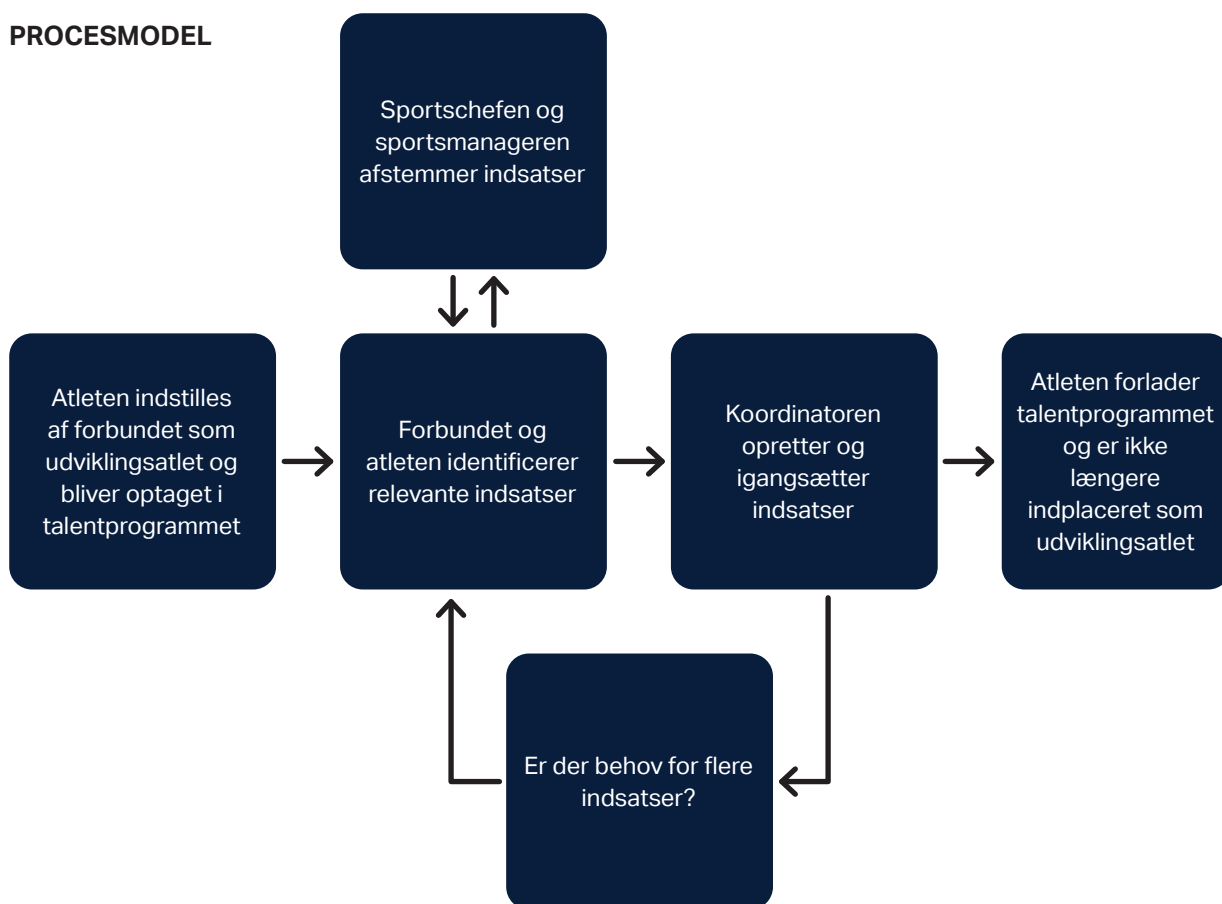 PROCESMODEL
Sportschefen og
sportsmanageren
afstemmer indsatser
Atleten indstilles
af forbundet som
udviklingsatlet og
bliver optaget i
talentprogrammet
Forbundet og
atleten identificerer
relevante indsatser
Koordinatoren
opretter og
igangsætter
indsatser
Atleten forlader
talentprogrammet
og er ikke
længere
indplaceret som
udviklingsatlet
Er der behov for flere
indsatser?